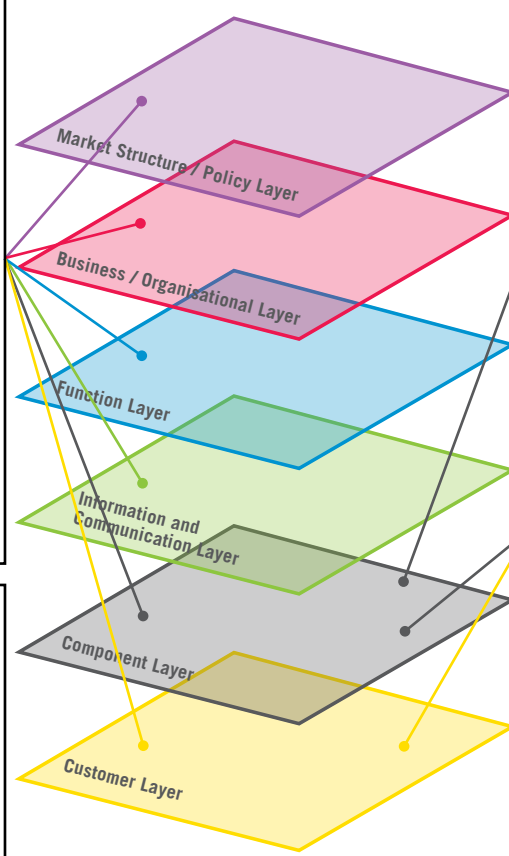 Market Structure / Policy Layer
Business / Organisational Layer
Function Layer
Information and
Communication Layer
Component Layer
Customer Layer